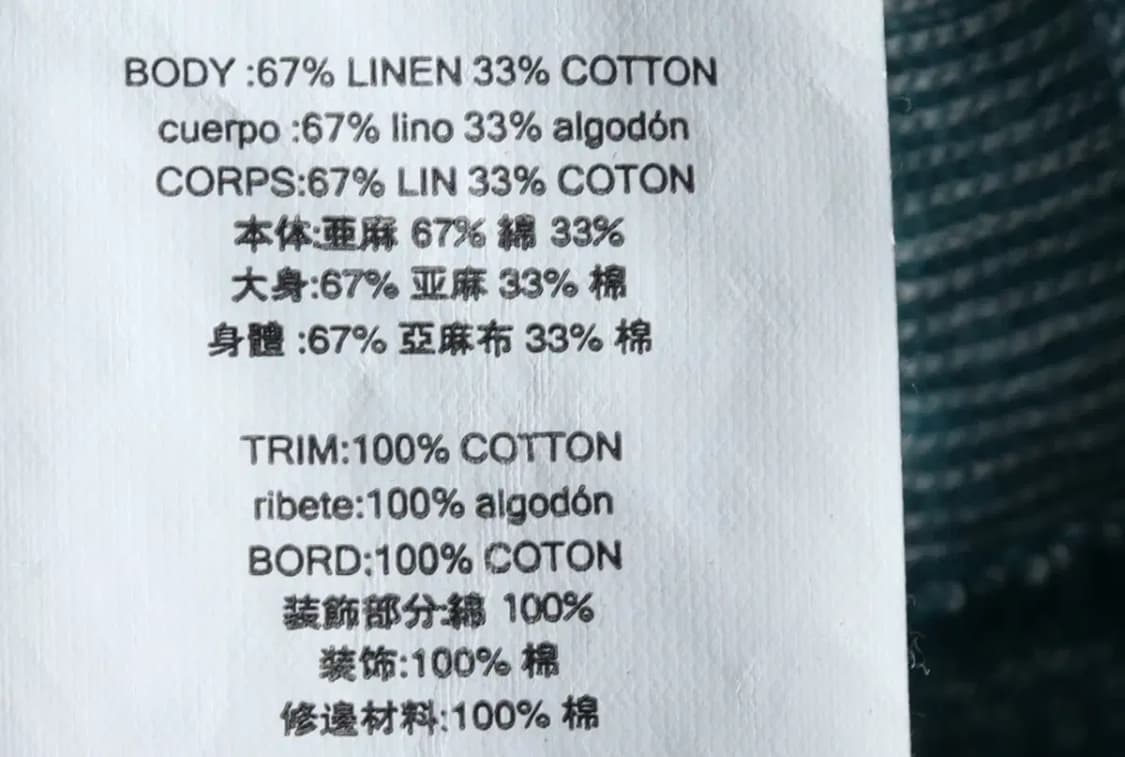 BODY :67% LINEN 33% COTTON
cuerpo :67% lino 33% algodón
CORPS:67% LIN 33% COTON
本体:亜麻 67% 綿 33%
大身:67% 亚麻 33% 棉
身體 :67% 亞麻布 33% 棉
TRIM:100% COTTON
ribete:100% algodón
BORD:100% COTON
装飾部分:綿 100%
装饰:100% 棉
修邊材料:100% 棉